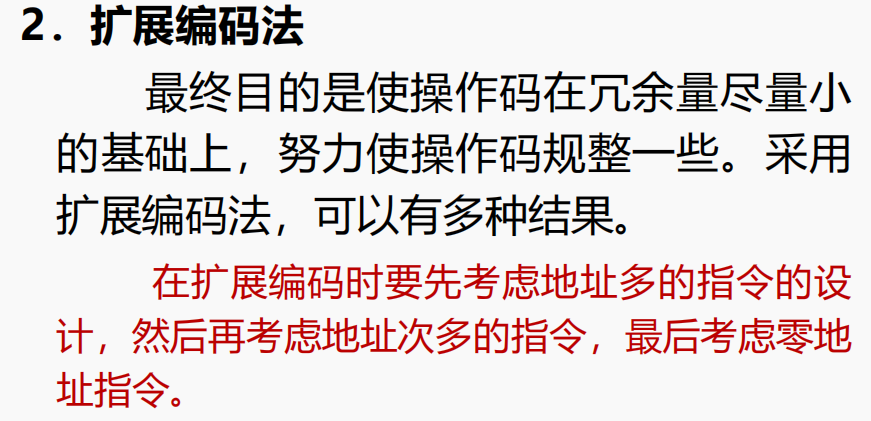 2．扩展编码法
最终目的是使操作码在冗余量尽量小
的基础上，努力使操作码规整一些。采用
扩展编码法，可以有多种结果。
在扩展编码时要先考虑地址多的指令的设
计，然后再考虑地址次多的指令，最后考虑零地
址指令。